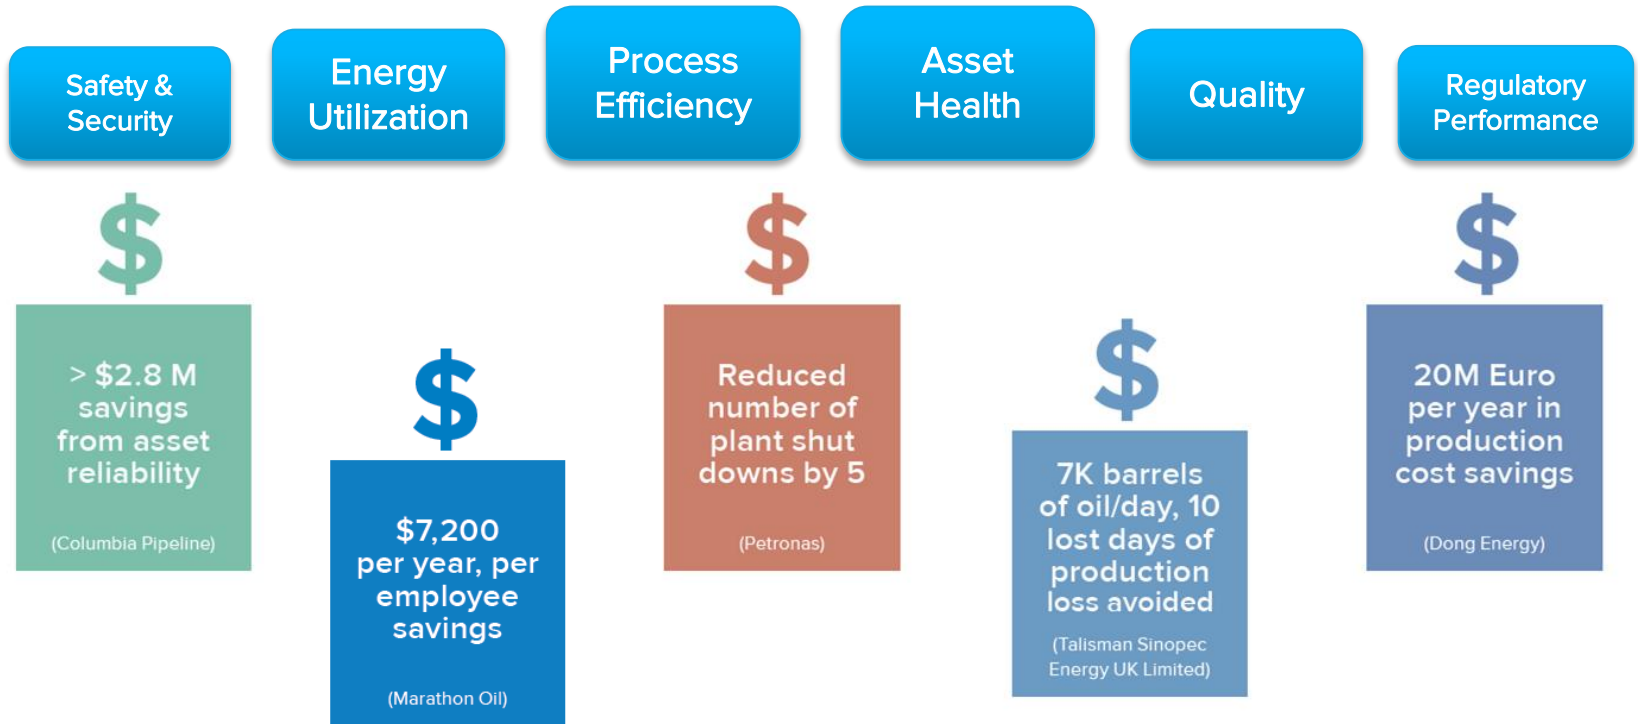 Safety &
Security
Energy
Utilization
Process
Efficiency
Asset
Health
Quality
Regulatory
Performance
$
> $2.8 M
savings
from asset
reliability
(Columbia Pipeline)
$
$7,200
per year, per
employee
savings
(Marathon Oil)
$
Reduced
number of
plant shut
downs by 5
(Petronas)
$
7K barrels
of oil/day, 10
lost days of
production
loss avoided
(Talisman Sinopec
Energy UK Limited)
$
20M Euro
per year in
production
cost savings
(Dong Energy)